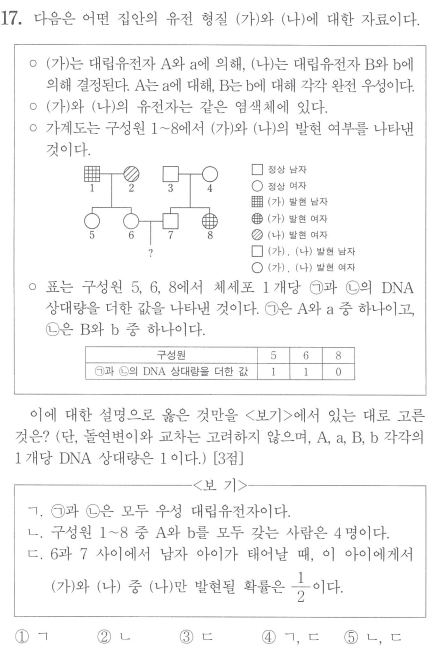 17. 다음은 어떤 집안의 유전 형질 (가)와 (나)에 대한 자료이다.
○ (가)는 대립유전자 A와 a에 의해, (나)는 대립유전자 B와 b에
의해 결정된다. A는 a에 대해, B는 b에 대해 각각 완전 우성이다.
○ (가)와 (나)의 유전자는 같은 염색체에 있다.
○ 가계도는 구성원 1~8에서 (가)와 (나)의 발현 여부를 나타낸
것이다.
1 2 3 4
5 6 7 8
?
정상 남자
정상 여자
(가) 발현 남자
(가) 발현 여자
(나) 발현 여자
(가), (나) 발현 남자
(가), (나) 발현 여자
○ 표는 구성원 5, 6, 8에서 체세포 1개당 ㉠과 ㉡의 DNA
상대량을 더한 값을 나타낸 것이다. ㉠은 A와 a 중 하나이고,
㉡은 B와 b 중 하나이다.
구성원 5 6 8
㉠과 ㉡의 DNA 상대량을 더한 값 1 1 0
이에 대한 설명으로 옳은 것만을 <보기>에서 있는 대로 고른
것은? (단, 돌연변이와 교차는 고려하지 않으며, A, a, B, b 각각의
1개당 DNA 상대량은 1이다.) [3점]
<보 기>
ㄱ. ㉠과 ㉡은 모두 우성 대립유전자이다.
ㄴ. 구성원 1~8 중 A와 b를 모두 갖는 사람은 4명이다.
ㄷ. 6과 7 사이에서 남자 아이가 태어날 때, 이 아이에게서
(가)와 (나) 중 (나)만 발현될 확률은 1/2이다.
① ㄱ ② ㄴ ③ ㄷ ④ ㄱ, ㄷ ⑤ ㄴ, ㄷ